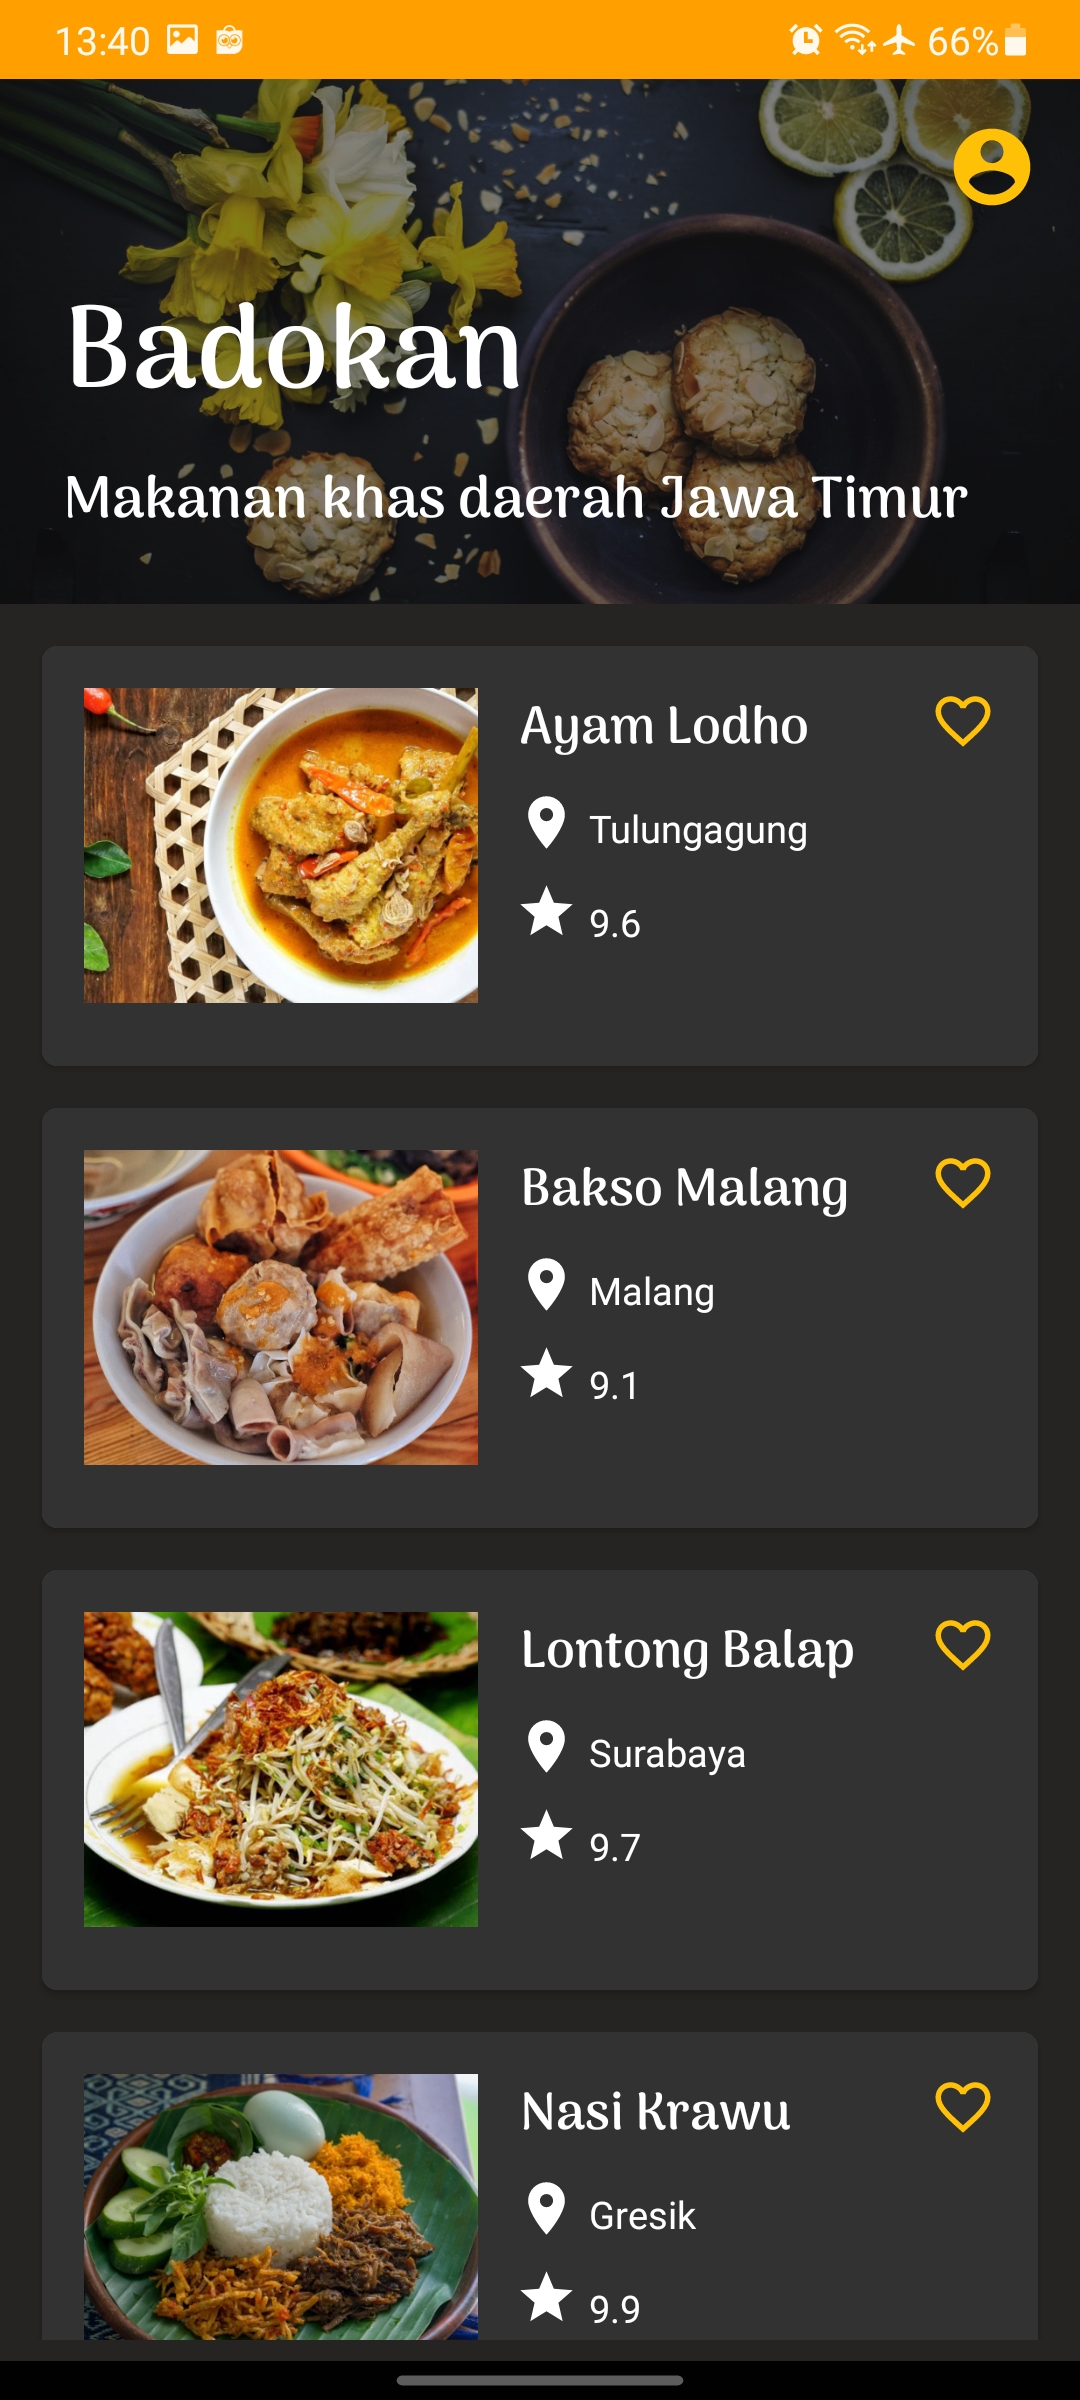 13:40
66%
Badokan
Makanan khas daerah Jawa Timur
Ayam Lodho
Tulungagung
9.6
Bakso Malang
Malang
9.1
Lontong Balap
Surabaya
9.7
Nasi Krawu
Gresik
9.9